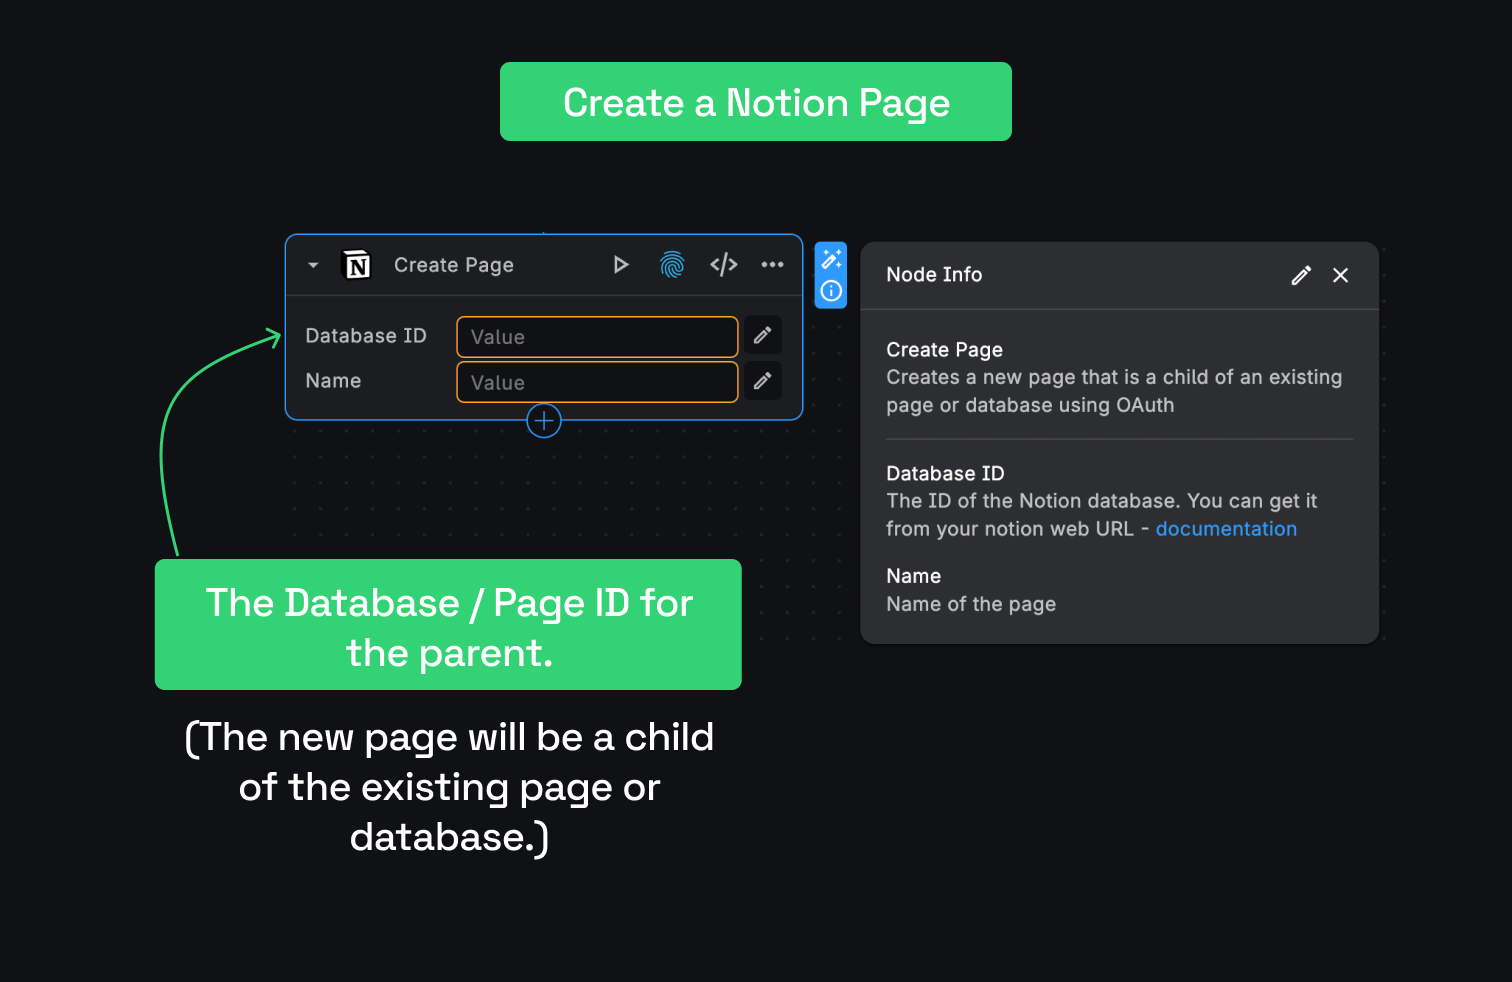 Create a Notion Page
Create Page
Database ID
Value
Name
Value
Node Info
Create Page
Creates a new page that is a child of an existing
page or database using OAuth
Database ID
The ID of the Notion database. You can get it
from your notion web URL - documentation
Name
Name of the page
The Database / Page ID for
the parent.
(The new page will be a child
of the existing page or
database.)